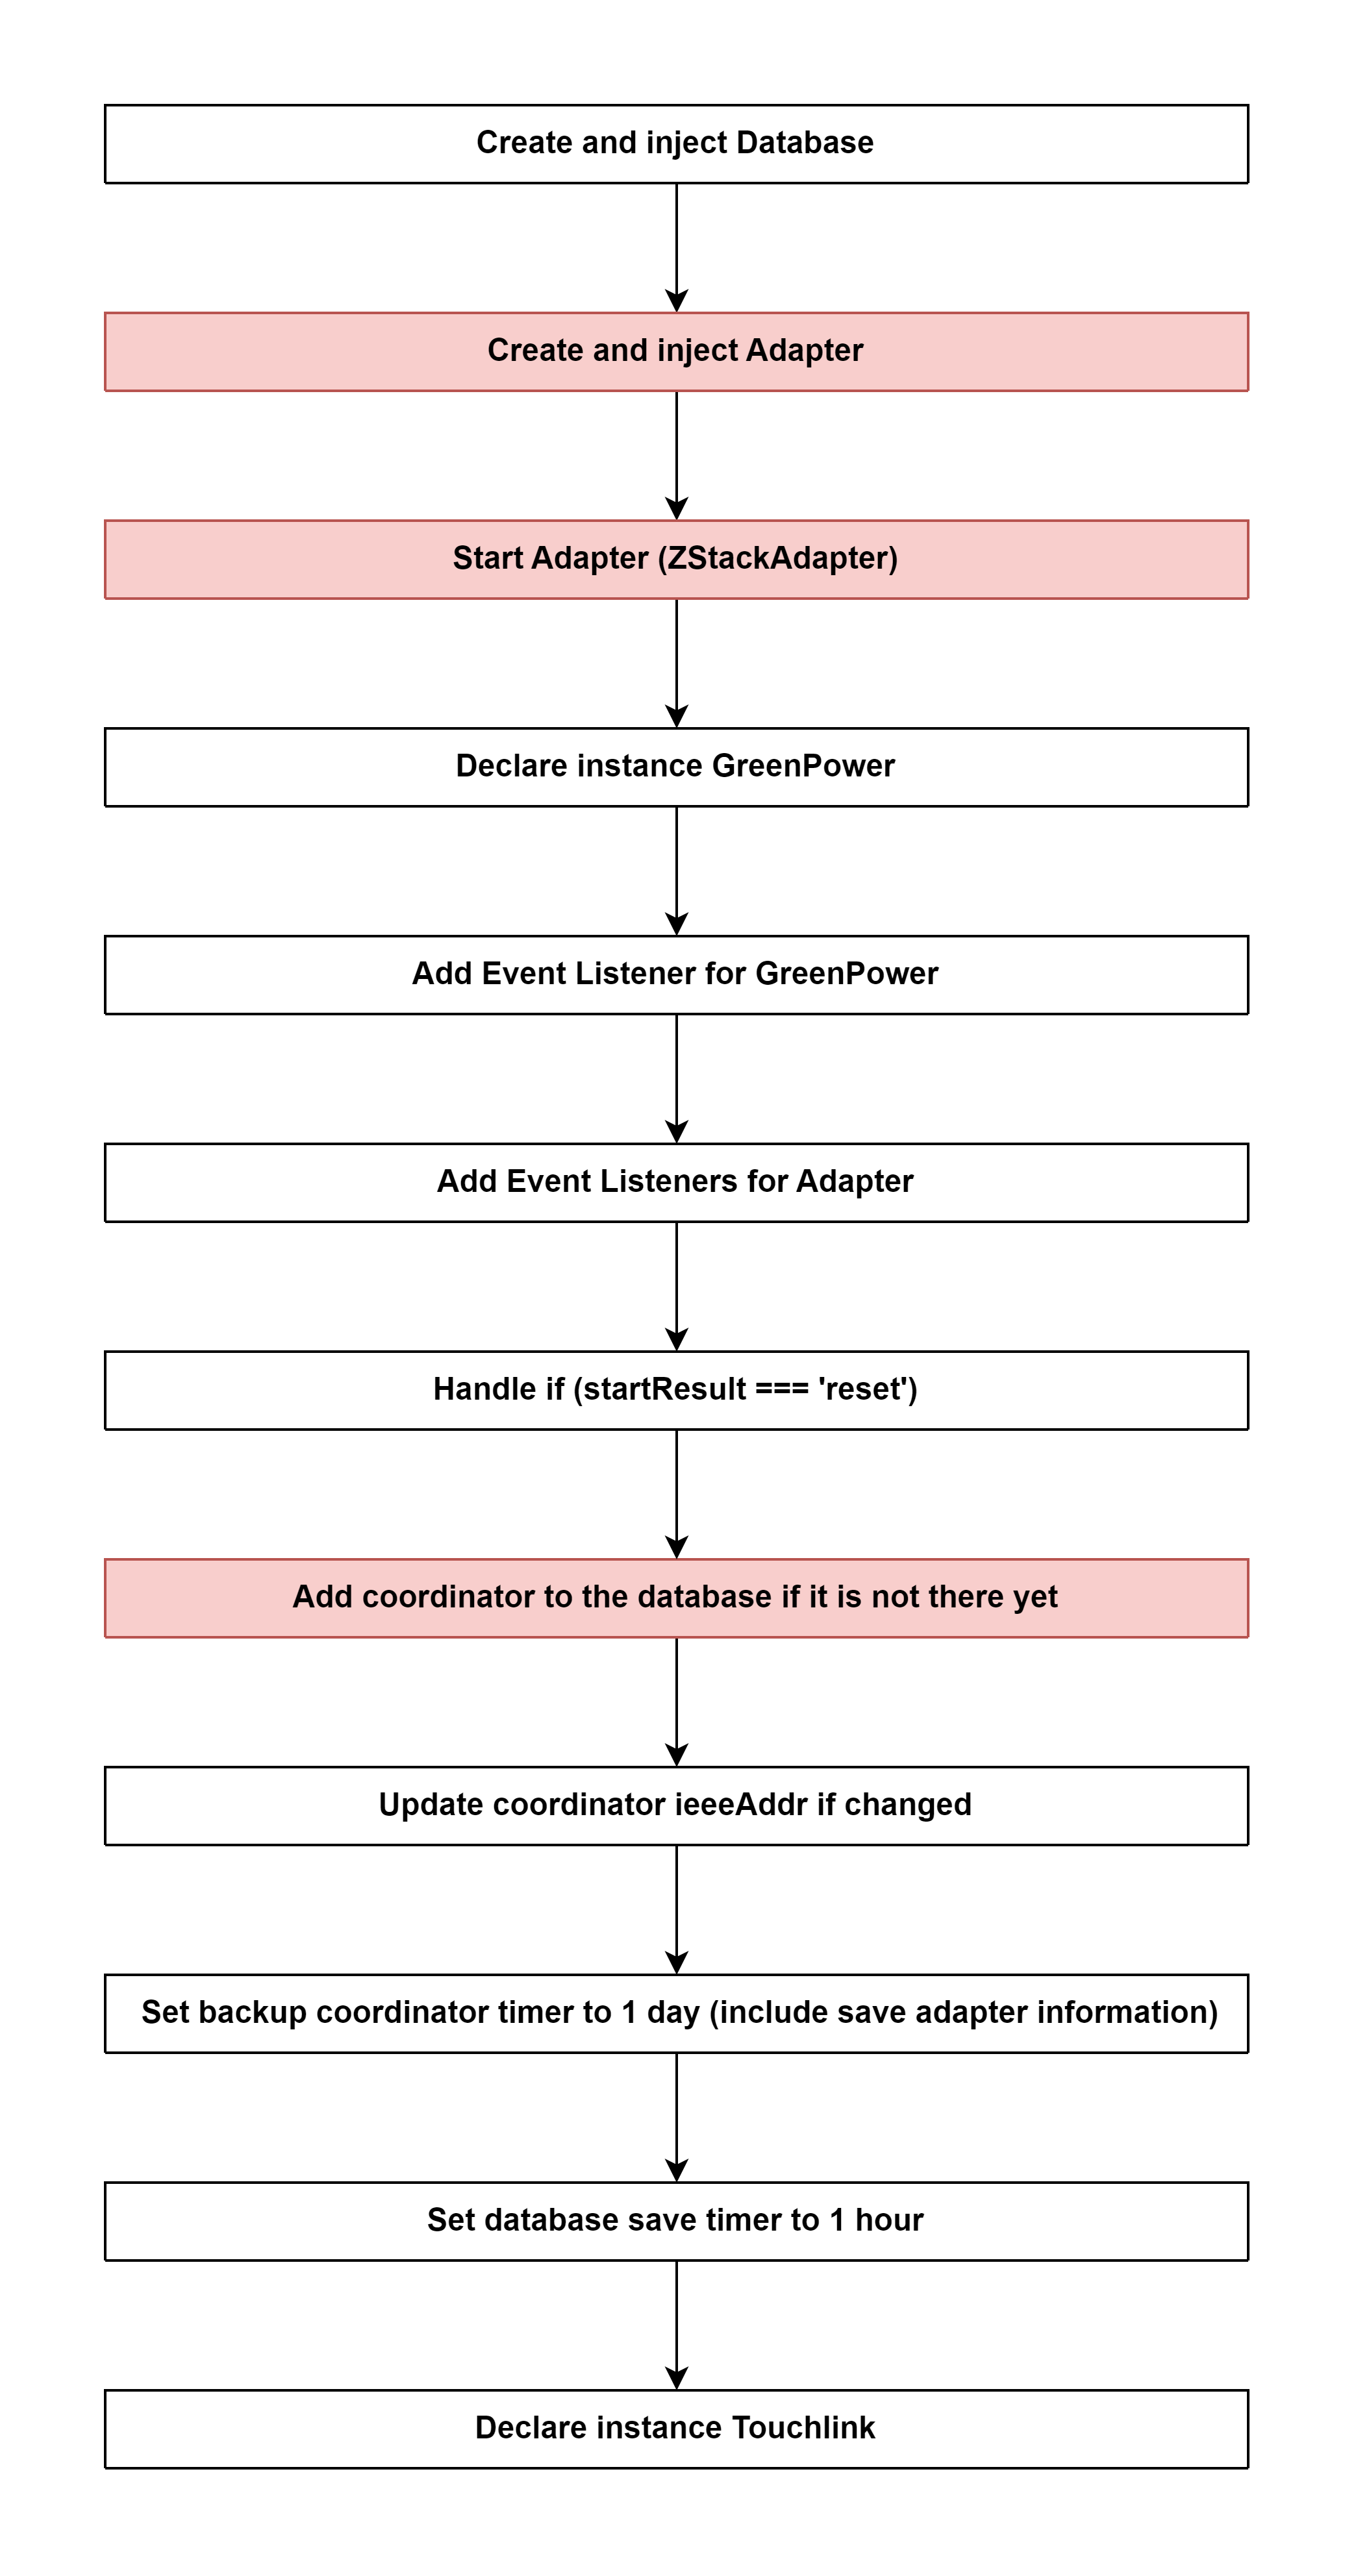 Create and inject Database
Create and inject Adapter
Start Adapter (ZStackAdapter)
Declare instance GreenPower
Add Event Listener for GreenPower
Add Event Listeners for Adapter
Handle if (startResult === 'reset')
Add coordinator to the database if it is not there yet
Update coordinator ieeeAddr if changed
Set backup coordinator timer to 1 day (include save adapter information)
Set database save timer to 1 hour
Declare instance Touchlink